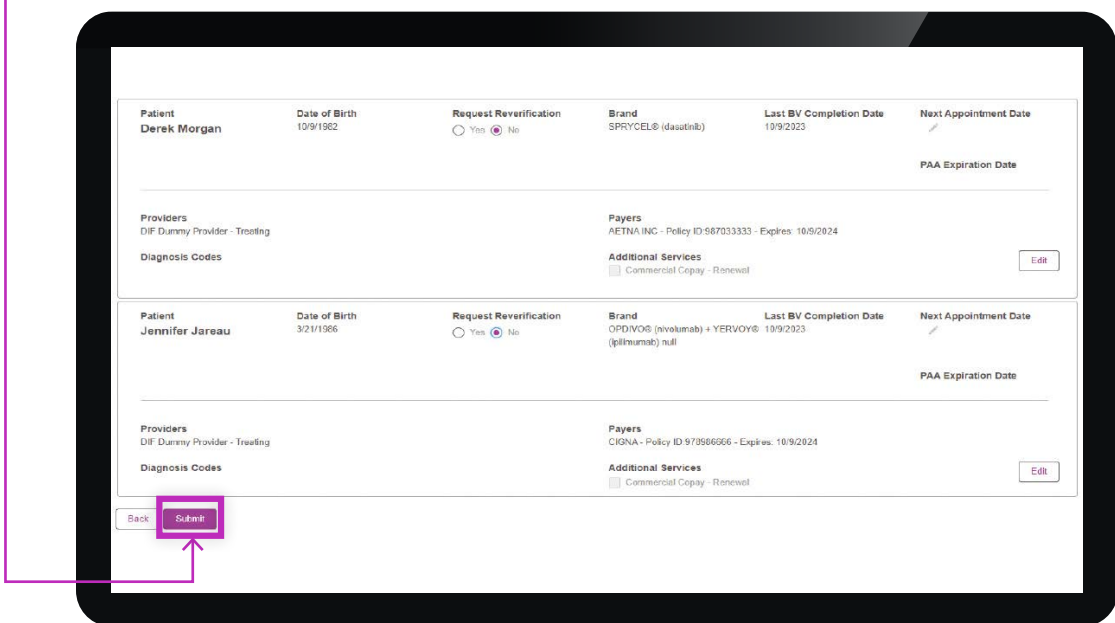 Patient Date of Birth Request Reverification Brand Last BV Completion Date Next Appointment Date
Derek Morgan 10/9/1982 Yes No SPRYCEL® (dasatinib) 10/9/2023
PAA Expiration Date
Providers Payers
DIF Dummy Provider - Treating AETNA INC - Policy ID:987033333 - Expires: 10/9/2024
Diagnosis Codes Additional Services
Commercial Copay - Renewal Edit
Patient Date of Birth Request Reverification Brand Last BV Completion Date Next Appointment Date
Jennifer Jareau 3/21/1986 Yes No OPDIVO® (nivolumab) + YERVOY® 10/9/2023
(ipilimumab) null
PAA Expiration Date
Providers Payers
DIF Dummy Provider - Treating CIGNA - Policy ID:978986666 - Expires: 10/9/2024
Diagnosis Codes Additional Services
Commercial Copay - Renewal Edit
Back Submit